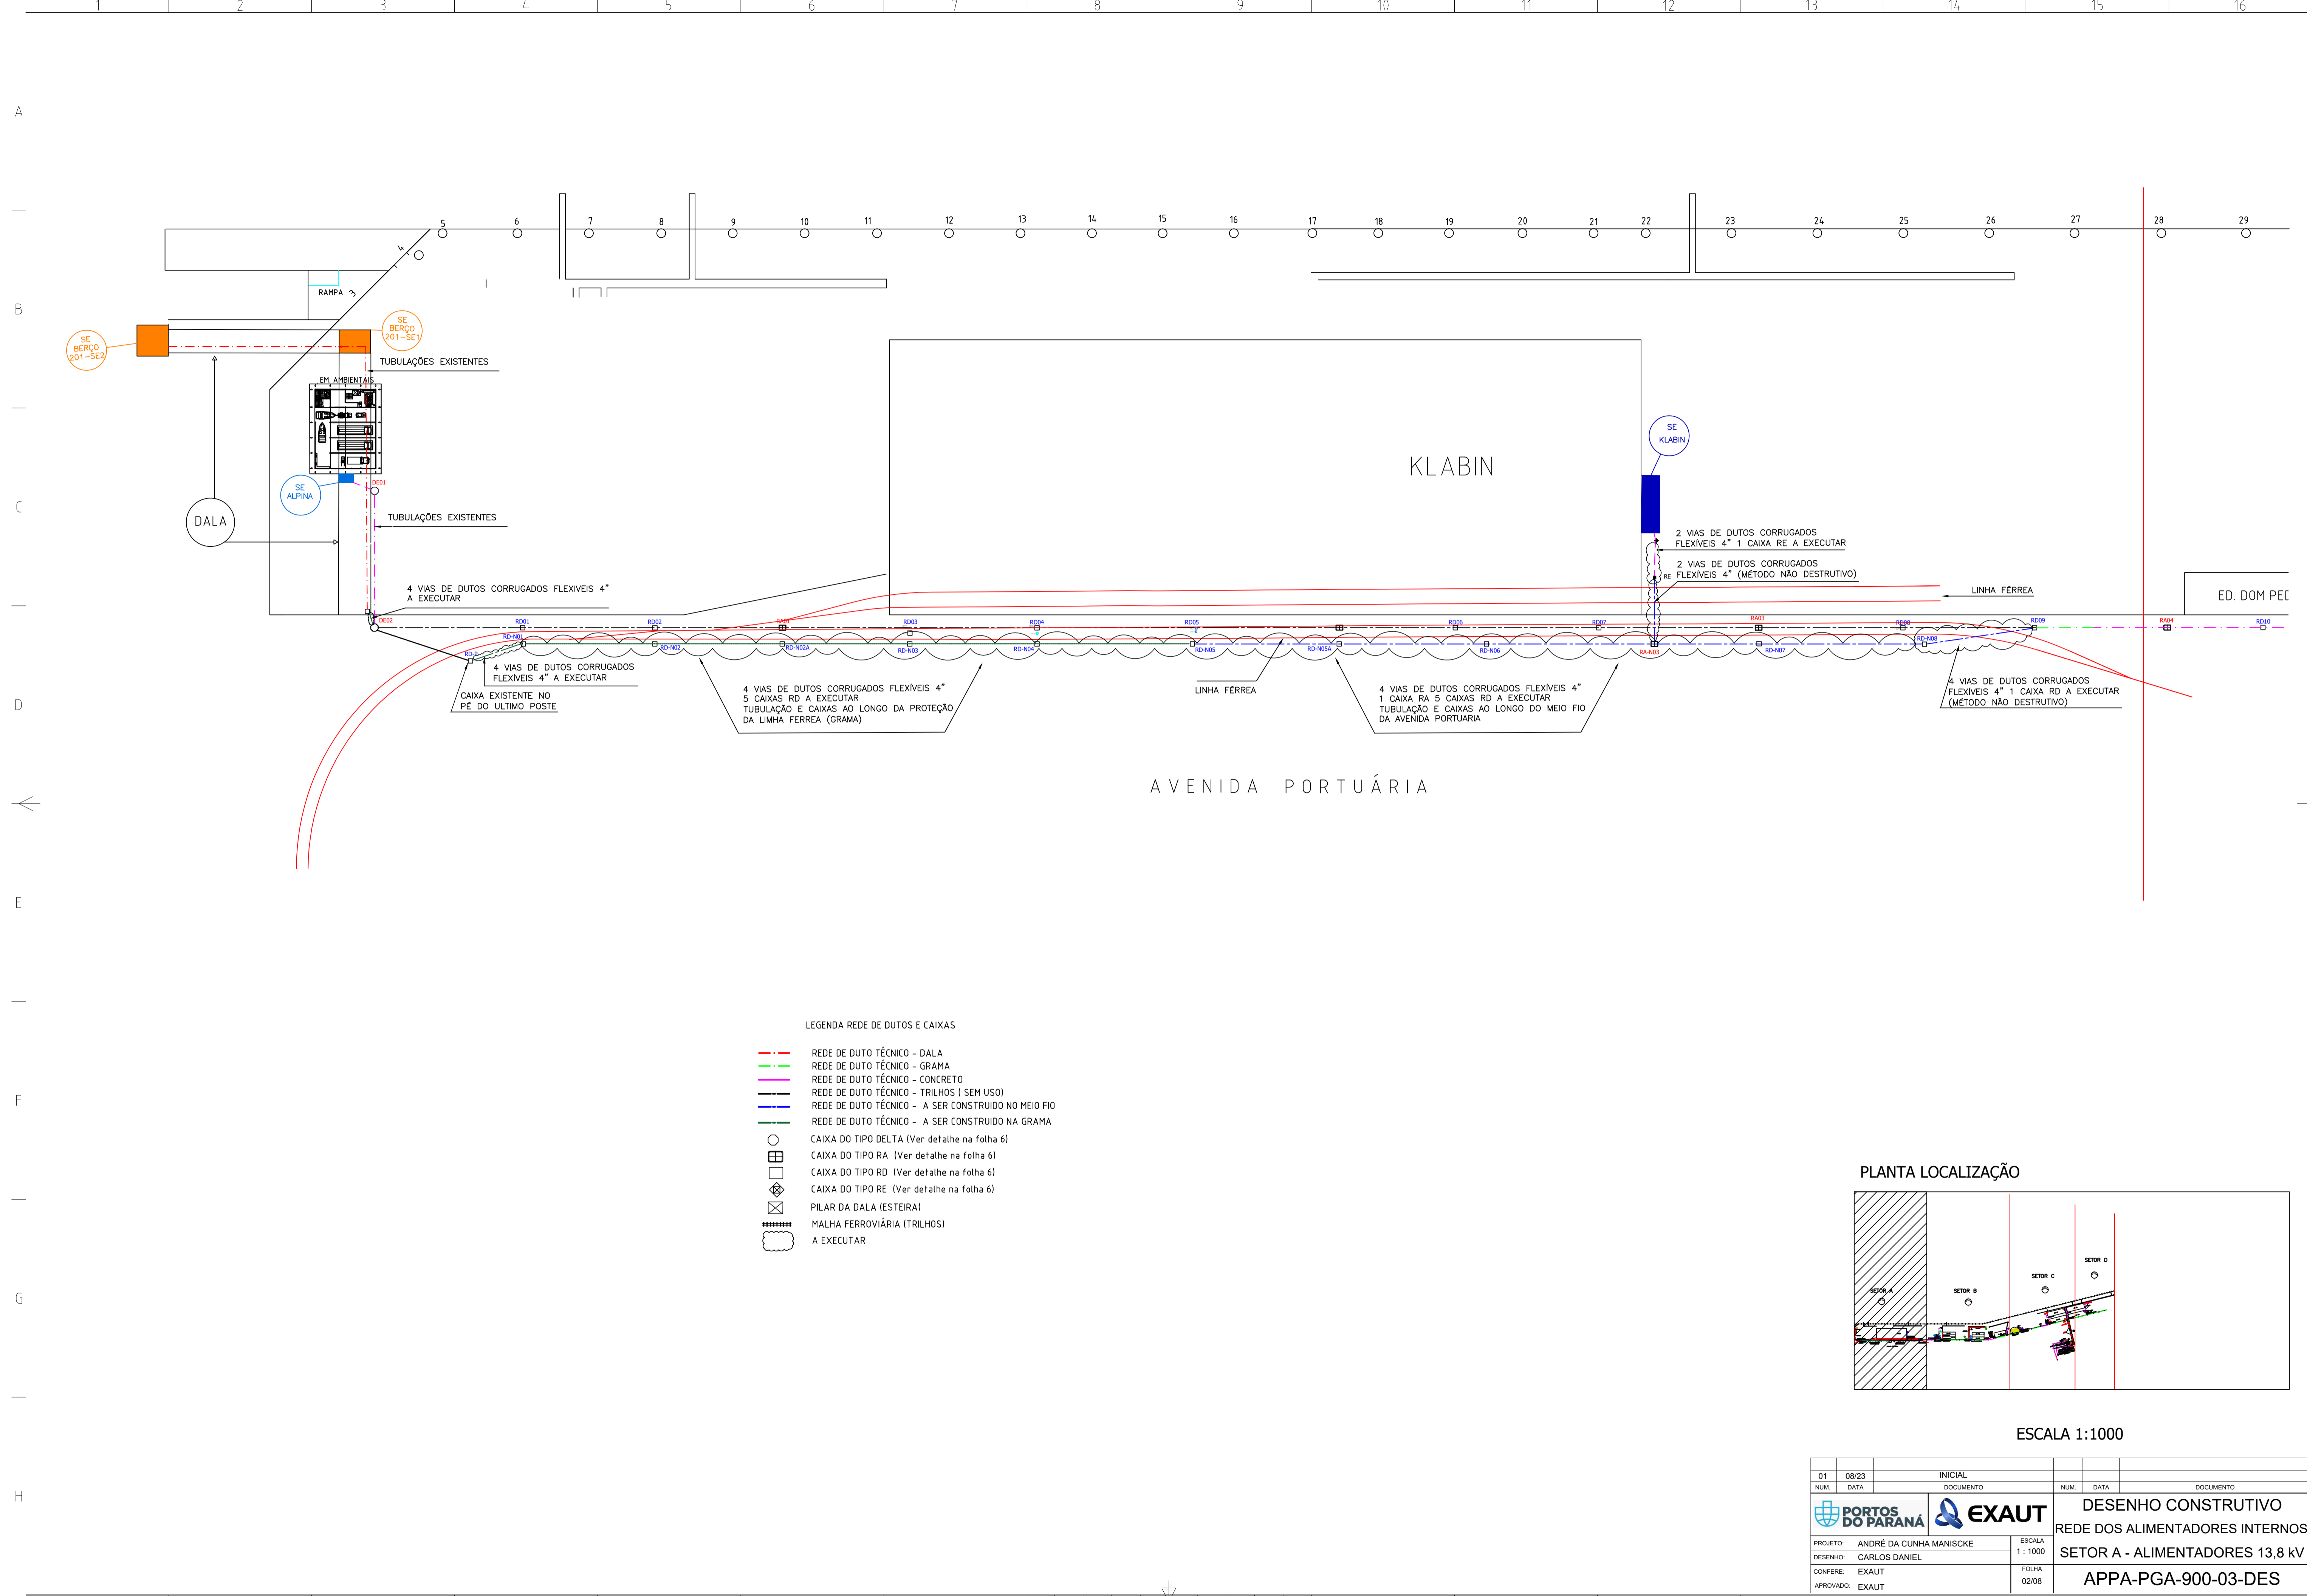 1 2 3 4 5 6 7 8 9 10 11 12 13 14 15 16
A
B
C
D
E
F
G
H
3 4 5 6 7 8 9 10 11 12 13 14 15 16 17 18 19 20 21 22 23 24 25 26 27 28 29
RAMPA
SE
BERÇO
201-SE2
SE
BERÇO
201-SE1
TUBULAÇÕES EXISTENTES
EM. AMBIENTAIS
SE
ALPINA
DE01
DALA
TUBULAÇÕES EXISTENTES
KLABIN
SE
KLABIN
2 VIAS DE DUTOS CORRUGADOS
FLEXÍVEIS 4" 1 CAIXA RE A EXECUTAR
2 VIAS DE DUTOS CORRUGADOS
FLEXÍVEIS 4" (MÉTODO NÃO DESTRUTIVO)
RE
4 VIAS DE DUTOS CORRUGADOS FLEXIVEIS 4"
A EXECUTAR
LINHA FÉRREA
ED. DOM PED
DE02 RD01 RD02 RA01 RD03 RD04 RD05 RD06 RD07 RA03 RD08 RD09 RA04 RD10
RD-N01 RD-N02 RD-N02A RD-N03 RD-N04 RD-N05 RD-N05A RD-N06 RA-N03 RD-N07 RD-N08
4 VIAS DE DUTOS CORRUGADOS
FLEXÍVEIS 4" A EXECUTAR
CAIXA EXISTENTE NO
PÉ DO ULTIMO POSTE
4 VIAS DE DUTOS CORRUGADOS FLEXÍVEIS 4"
5 CAIXAS RD A EXECUTAR
TUBULAÇÃO E CAIXAS AO LONGO DA PROTEÇÃO
DA LIMHA FERREA (GRAMA)
LINHA FÉRREA
4 VIAS DE DUTOS CORRUGADOS FLEXÍVEIS 4"
1 CAIXA RA 5 CAIXAS RD A EXECUTAR
TUBULAÇÃO E CAIXAS AO LONGO DO MEIO FIO
DA AVENIDA PORTUARIA
4 VIAS DE DUTOS CORRUGADOS
FLEXÍVEIS 4" 1 CAIXA RD A EXECUTAR
(MÉTODO NÃO DESTRUTIVO)
AVENIDA PORTUÁRIA
LEGENDA REDE DE DUTOS E CAIXAS
REDE DE DUTO TÉCNICO - DALA
REDE DE DUTO TÉCNICO - GRAMA
REDE DE DUTO TÉCNICO - CONCRETO
REDE DE DUTO TÉCNICO - TRILHOS ( SEM USO)
REDE DE DUTO TÉCNICO - A SER CONSTRUIDO NO MEIO FIO
REDE DE DUTO TÉCNICO - A SER CONSTRUIDO NA GRAMA
CAIXA DO TIPO DELTA (Ver detalhe na folha 6)
CAIXA DO TIPO RA (Ver detalhe na folha 6)
CAIXA DO TIPO RD (Ver detalhe na folha 6)
CAIXA DO TIPO RE (Ver detalhe na folha 6)
PILAR DA DALA (ESTEIRA)
MALHA FERROVIÁRIA (TRILHOS)
A EXECUTAR
PLANTA LOCALIZAÇÃO
SETOR A
SETOR B
SETOR C
SETOR D
ESCALA 1:1000
01 08/23 INICIAL
NUM. DATA DOCUMENTO NUM. DATA DOCUMENTO
PORTOS
DO PARANÁ
EXAUT
DESENHO CONSTRUTIVO
REDE DOS ALIMENTADORES INTERNOS
SETOR A - ALIMENTADORES 13,8 kV
PROJETO: ANDRÉ DA CUNHA MANISCKE
DESENHO: CARLOS DANIEL
CONFERE: EXAUT
APROVADO: EXAUT
ESCALA
1 : 1000
FOLHA
02/08
APPA-PGA-900-03-DES